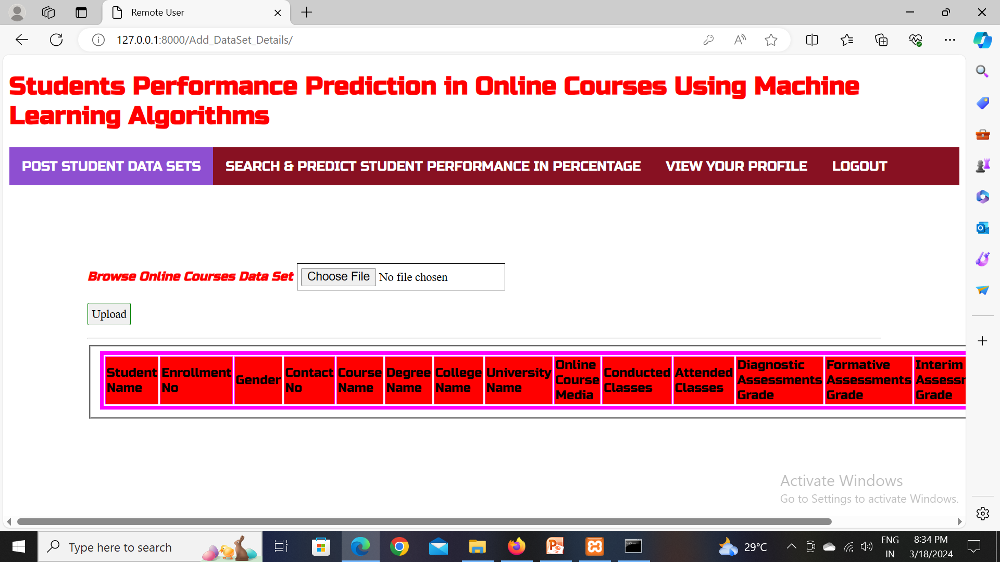 Remote User
127.0.0.1:8000/Add_DataSet_Details/
Students Performance Prediction in Online Courses Using Machine
Learning Algorithms
POST STUDENT DATA SETS SEARCH & PREDICT STUDENT PERFORMANCE IN PERCENTAGE VIEW YOUR PROFILE LOGOUT
Browse Online Courses Data Set Choose File No file chosen
Upload
Student
Name
Enrollment
No
Gender
Contact
No
Course
Name
Degree
Name
College
Name
University
Name
Online
Course
Media
Conducted
Classes
Attended
Classes
Diagnostic
Assessments
Grade
Formative
Assessments
Grade
Interim
Assess
Grade
Activate Windows
Go to Settings to activate Windows.
Type here to search
29°C
ENG
IN
8:34 PM
3/18/2024